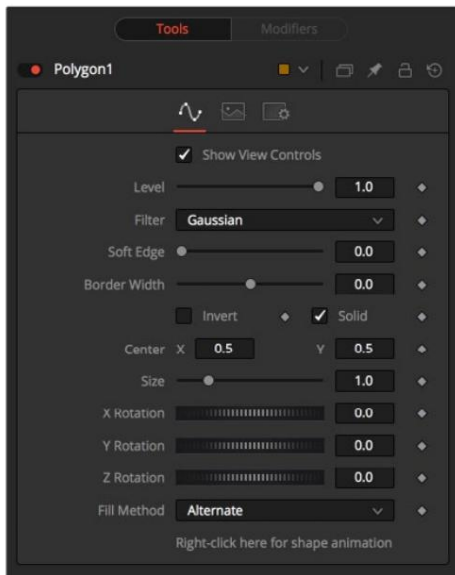 Tools Modifiers
Polygon1
Show View Controls
Level 1.0
Filter Gaussian
Soft Edge 0.0
Border Width 0.0
Invert Solid
Center X 0.5 Y 0.5
Size 1.0
X Rotation 0.0
Y Rotation 0.0
Z Rotation 0.0
Fill Method Alternate
Right-click here for shape animation